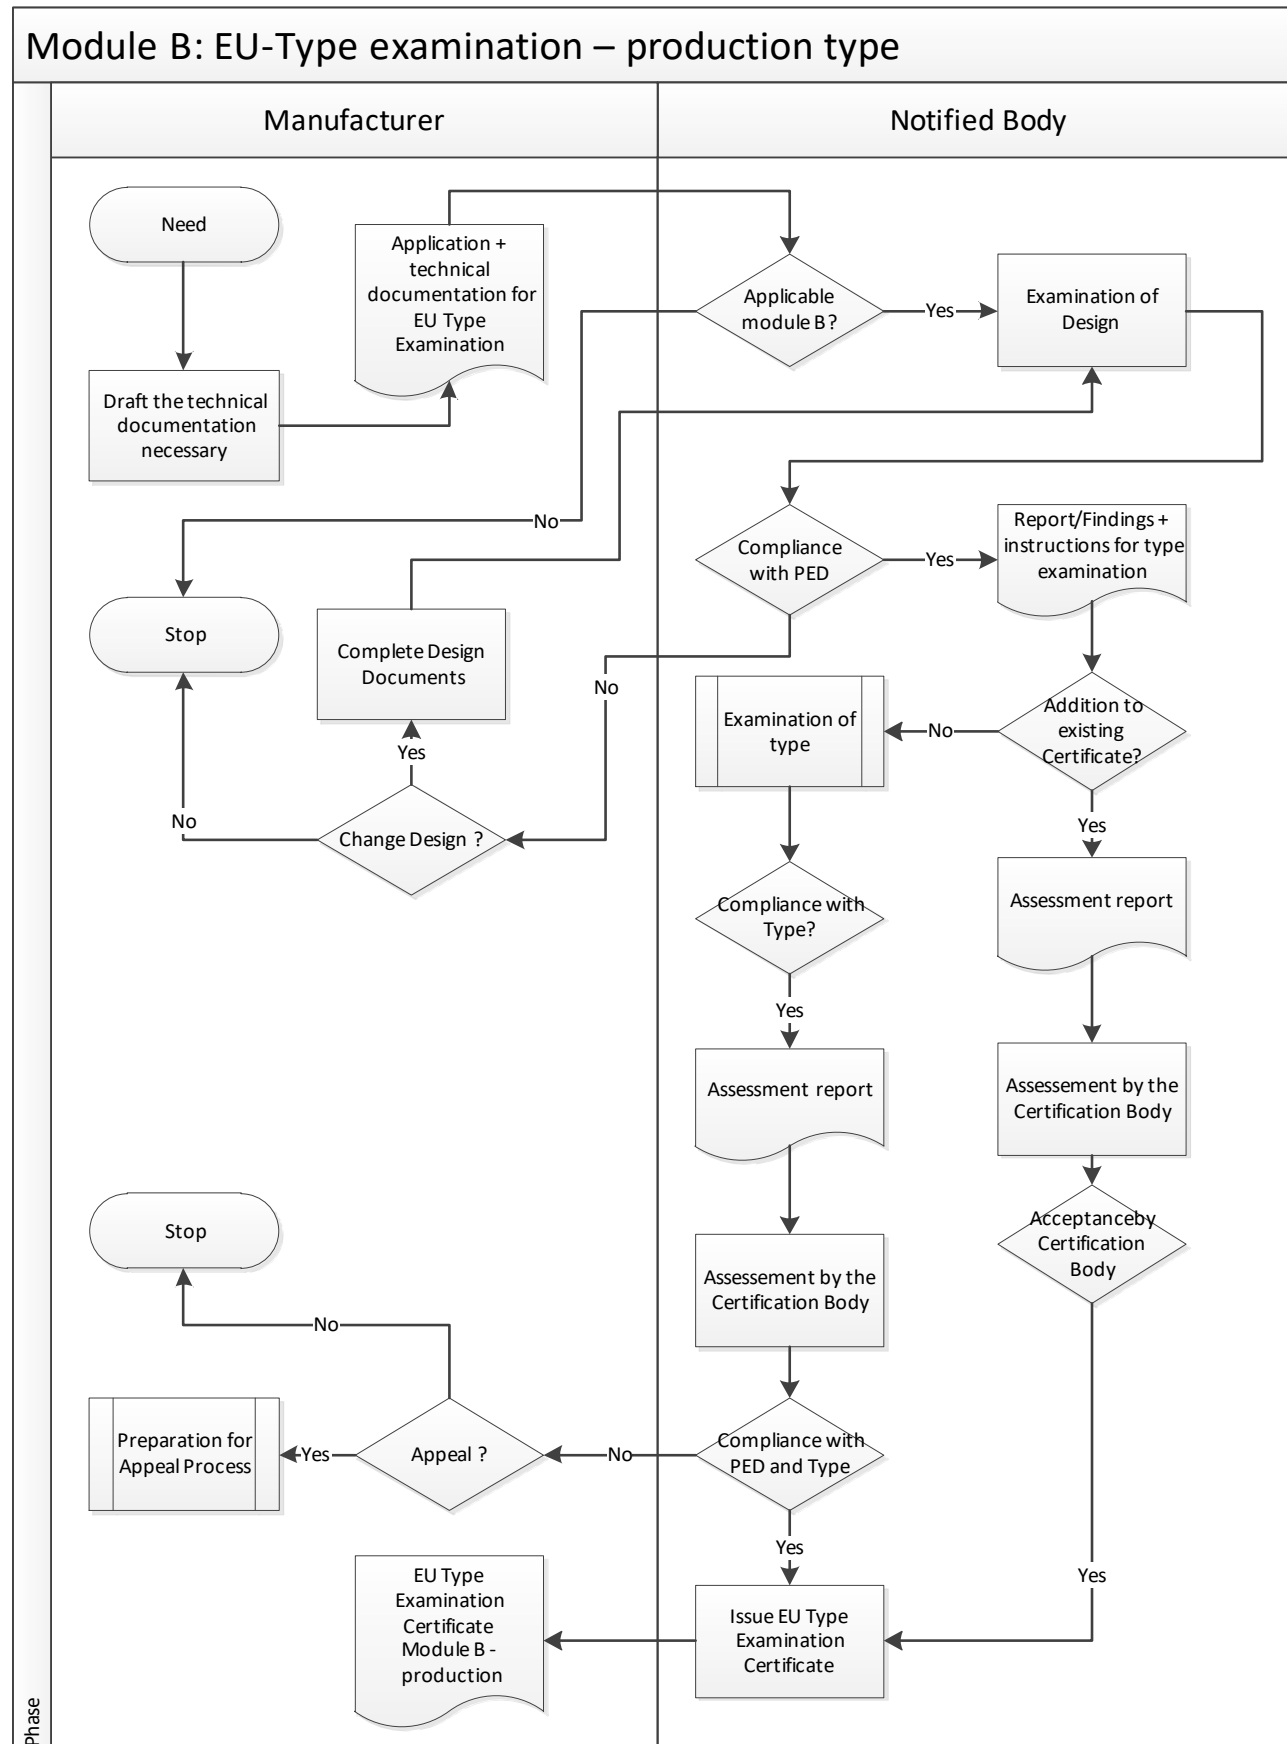 Module B: EU-Type examination – production type
Manufacturer
Notified Body
Need
Application +
technical
documentation for
EU Type
Examination
Applicable
module B?
Yes
Examination of
Design
Draft the technical
documentation
necessary
No
Compliance
with PED
Yes
Report/Findings +
instructions for type
examination
Stop
Complete Design
Documents
No
Examination of
type
No
Addition to
existing
Certificate?
Yes
No
Change Design ?
Yes
Compliance with
Type?
Assessment report
Yes
Assessment report
Assessement by the
Certification Body
Stop
Acceptanceby
Certification
Body
Assessement by the
Certification Body
No
Preparation for
Appeal Process
Yes
Appeal ?
No
Compliance with
PED and Type
Yes
Yes
EU Type
Examination
Certificate
Module B -
production
Issue EU Type
Examination
Certificate
Phase